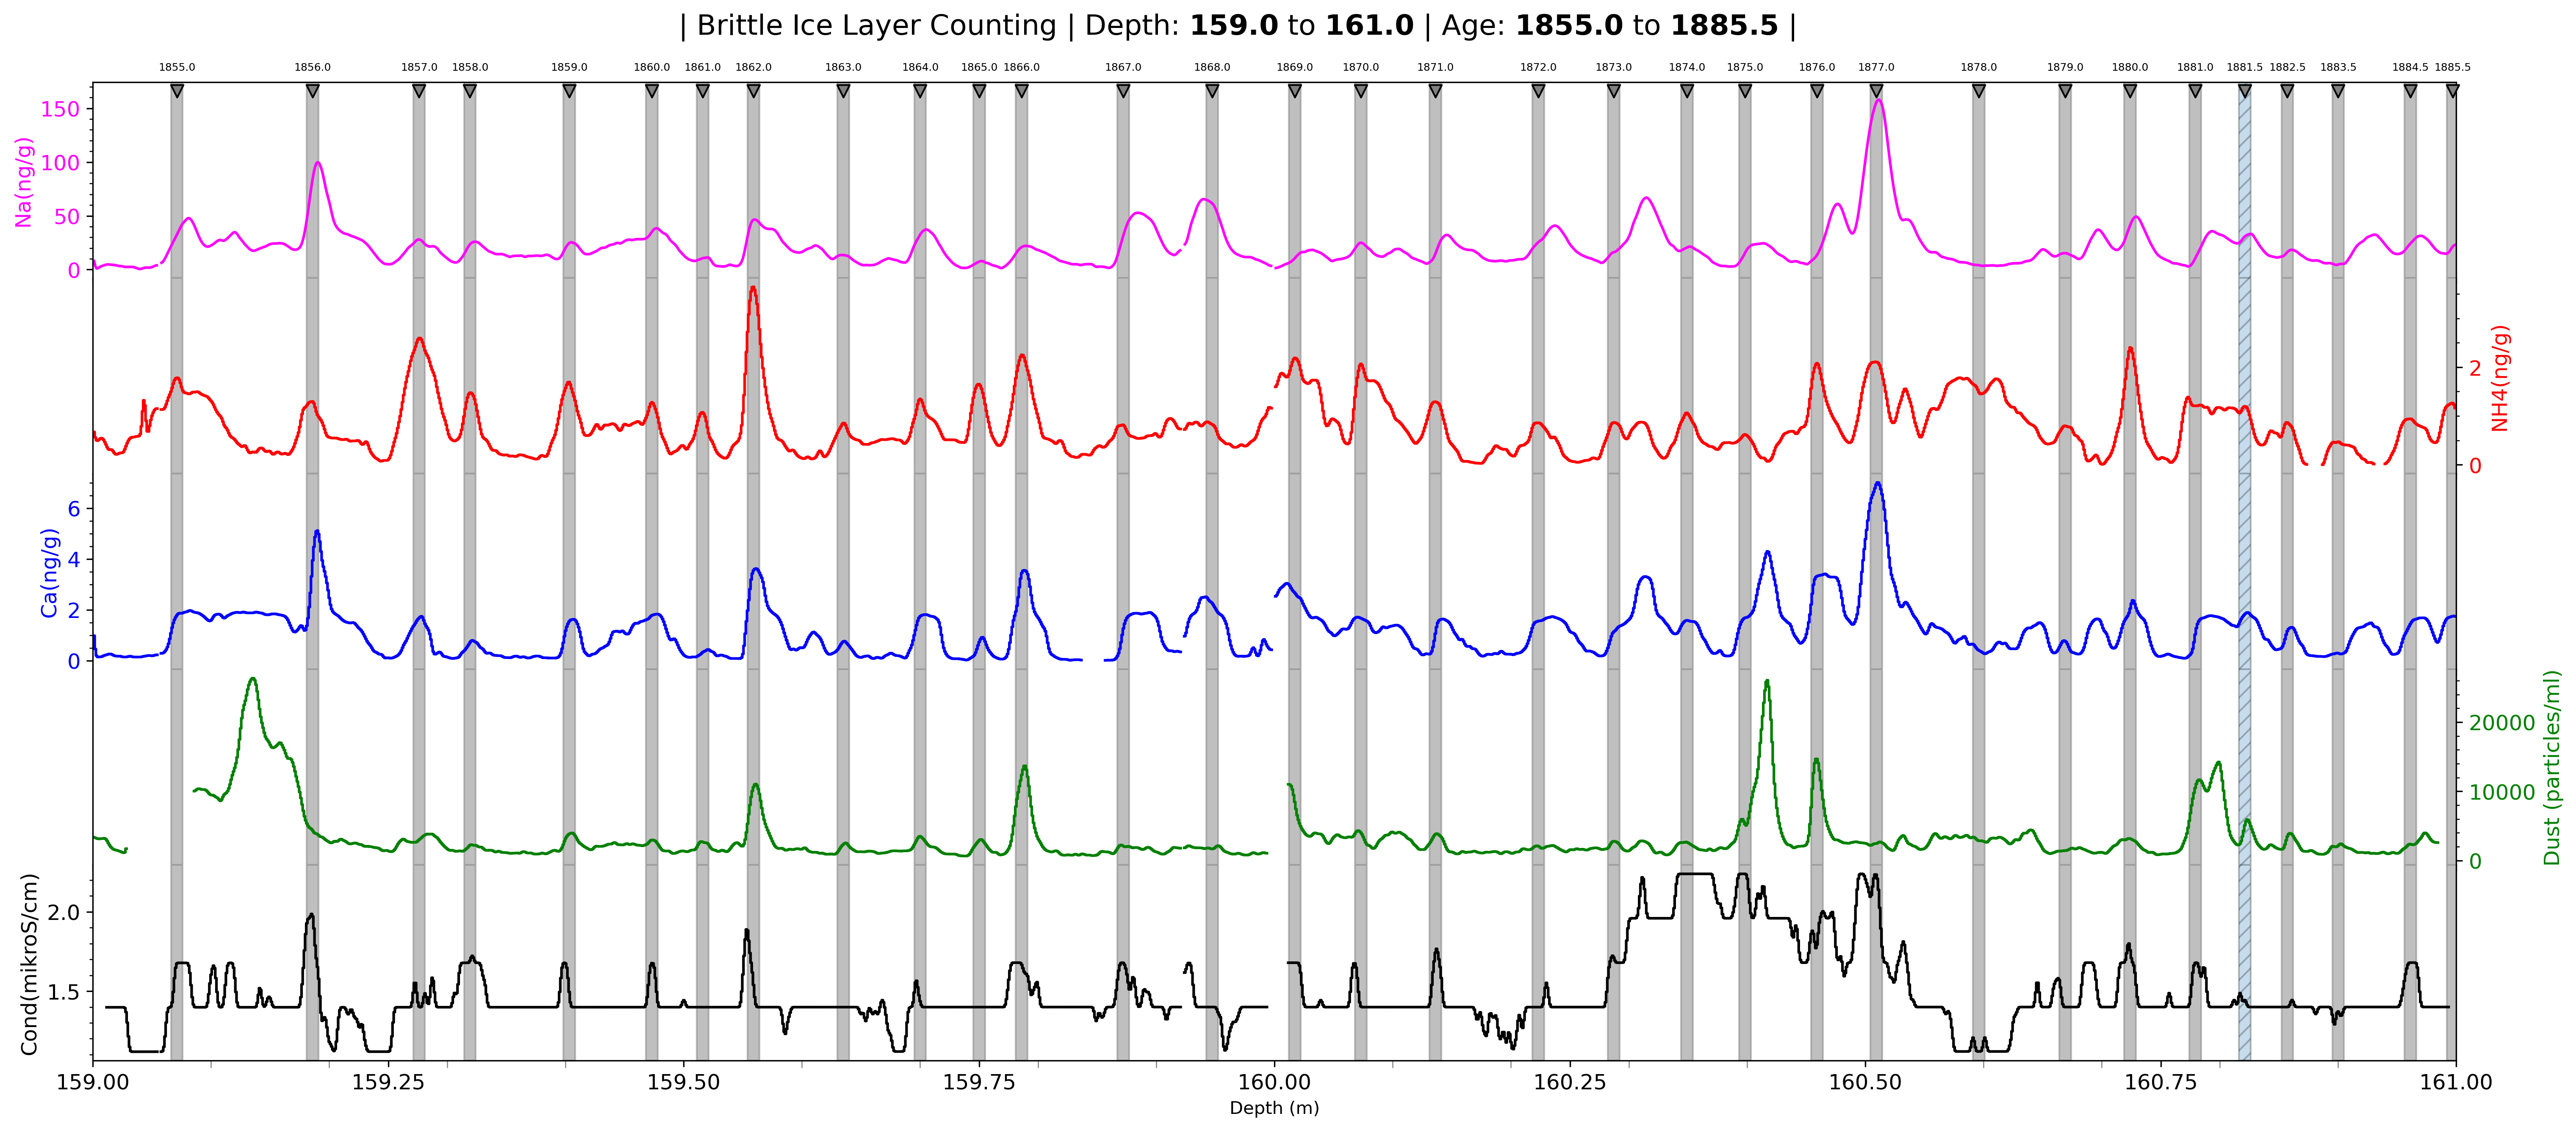 | Brittle Ice Layer Counting | Depth: 159.0 to 161.0 | Age: 1855.0 to 1885.5 |
1855.0 1856.0 1857.0 1858.0 1859.0 1860.0 1861.0 1862.0 1863.0 1864.0 1865.0 1866.0 1867.0 1868.0 1869.0 1870.0 1871.0 1872.0 1873.0 1874.0 1875.0 1876.0 1877.0 1878.0 1879.0 1880.0 1881.0 1881.5 1882.5 1883.5 1884.5 1885.5
Na(ng/g)
150
100
50
0
NH4(ng/g)
2
0
Ca(ng/g)
6
4
2
0
Dust (particles/ml)
20000
10000
0
Cond(mikroS/cm)
2.0
1.5
159.00 159.25 159.50 159.75 160.00 160.25 160.50 160.75 161.00
Depth (m)